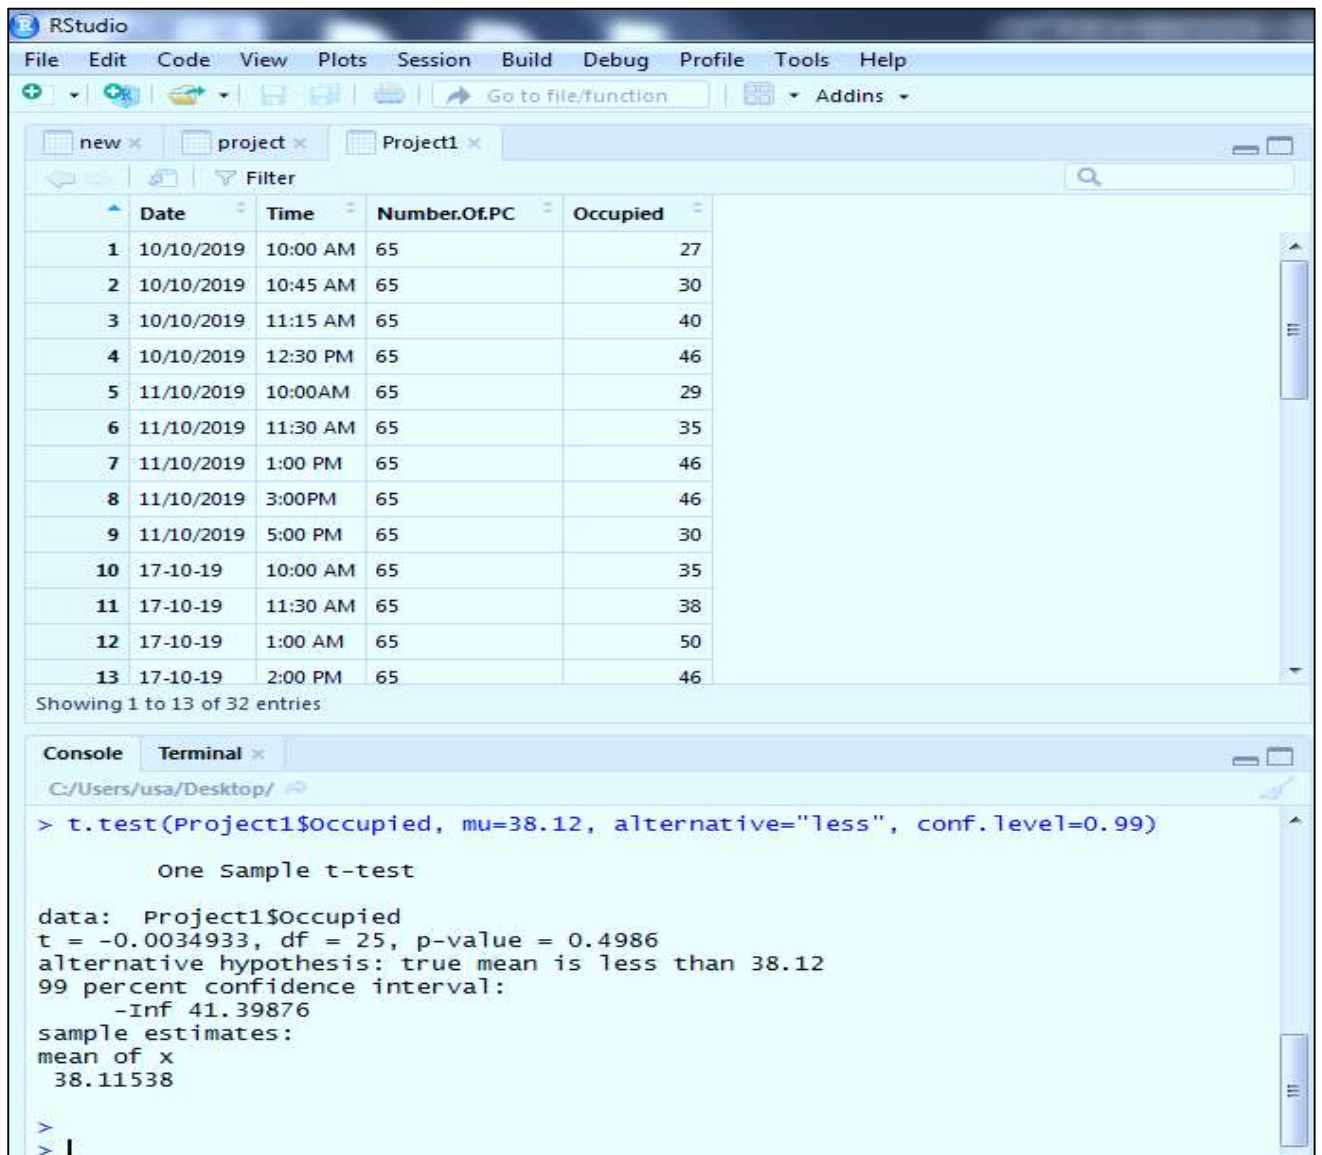 R RStudio
File Edit Code View Plots Session Build Debug Profile Tools Help
Go to file/function Addins
new project Project1
Filter
Date Time Number.Of.PC Occupied
1 10/10/2019 10:00 AM 65 27
2 10/10/2019 10:45 AM 65 30
3 10/10/2019 11:15 AM 65 40
4 10/10/2019 12:30 PM 65 46
5 11/10/2019 10:00AM 65 29
6 11/10/2019 11:30 AM 65 35
7 11/10/2019 1:00 PM 65 46
8 11/10/2019 3:00PM 65 46
9 11/10/2019 5:00 PM 65 30
10 17-10-19 10:00 AM 65 35
11 17-10-19 11:30 AM 65 38
12 17-10-19 1:00 AM 65 50
13 17-10-19 2:00 PM 65 46
Showing 1 to 13 of 32 entries
Console Terminal
C:/Users/usa/Desktop/
> t.test(Project1$Occupied, mu=38.12, alternative="less", conf.level=0.99)
One Sample t-test
data: Project1$Occupied
t = -0.0034933, df = 25, p-value = 0.4986
alternative hypothesis: true mean is less than 38.12
99 percent confidence interval:
-Inf 41.39876
sample estimates:
mean of x
38.11538
>
>